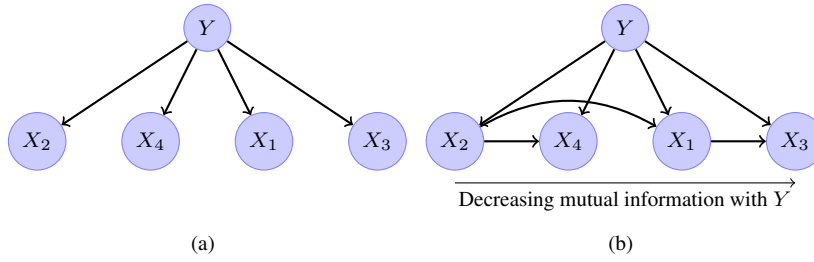 Y Y
X2 X4 X1 X3 X2 X4 X1 X3
Decreasing mutual information with Y
(a) (b)